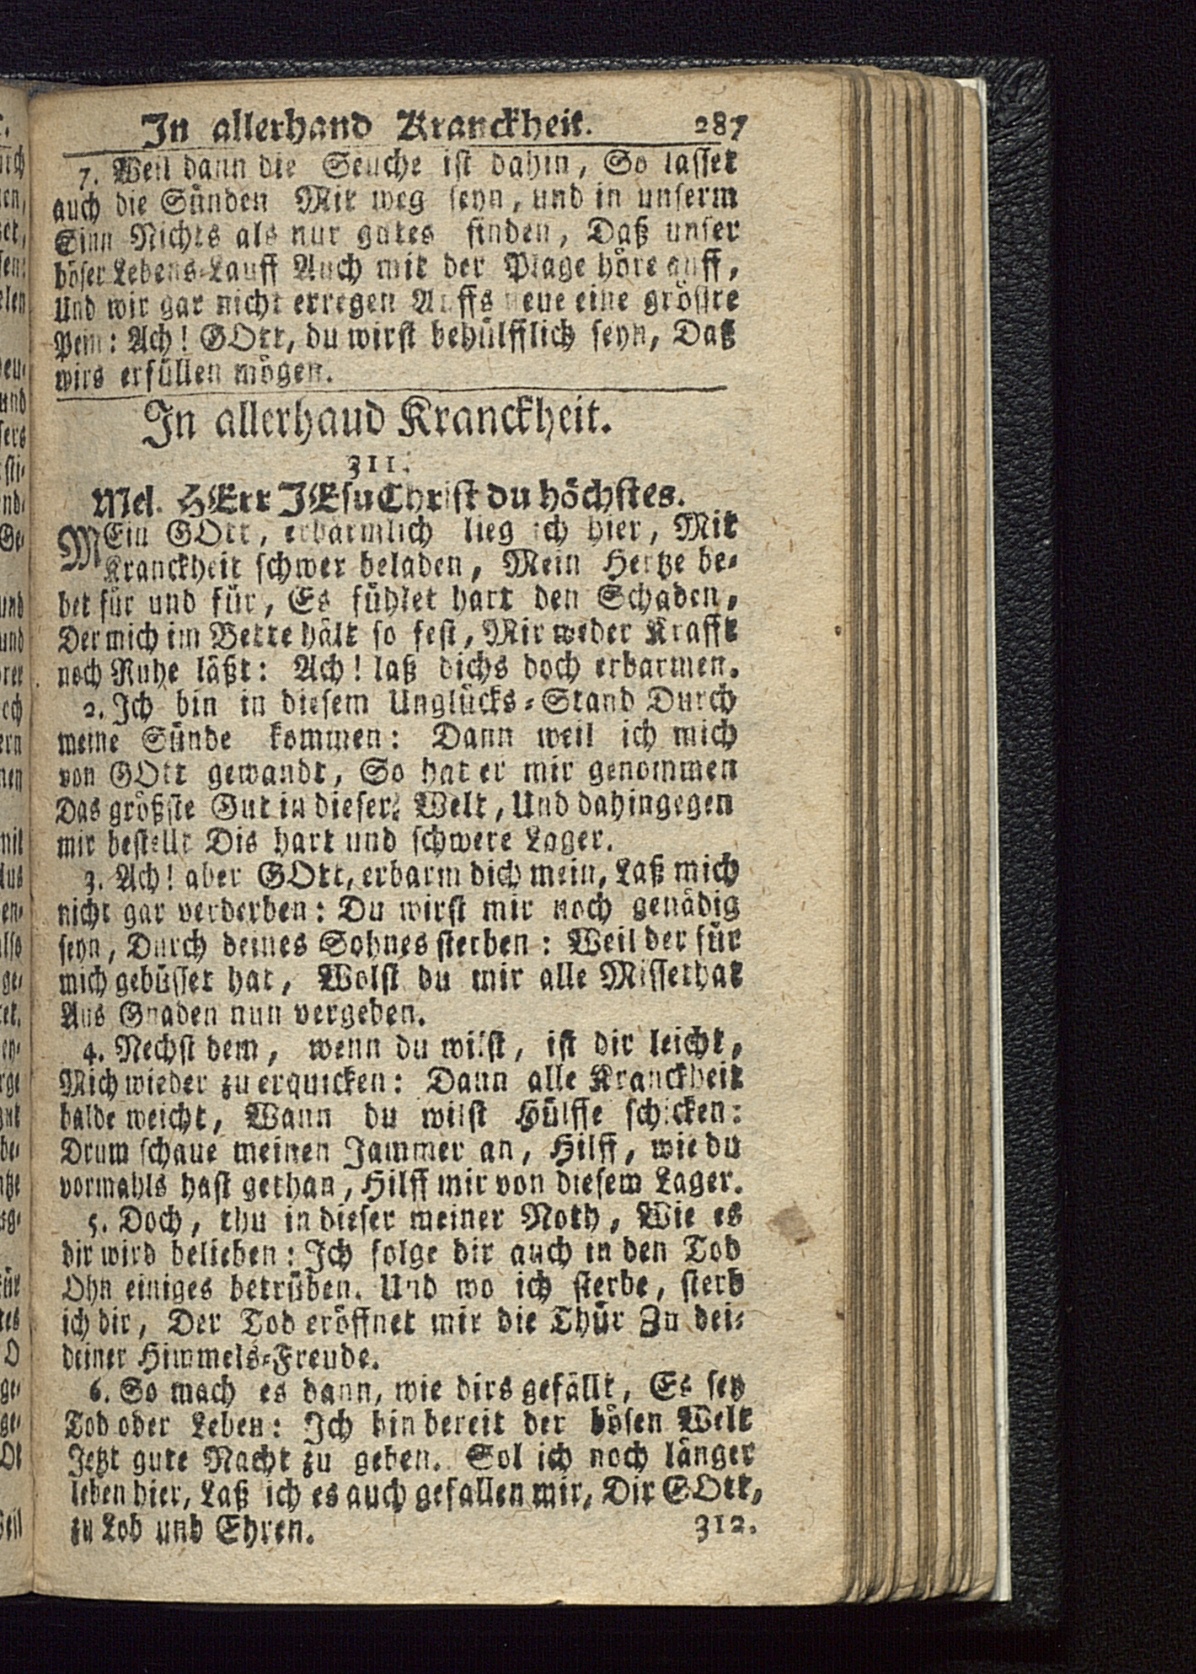 In allerhand Kranckheit. 287
7. Weil dann die Seuche ist dahin, So lasset
auch die Sünden Mit weg seyn, und in unserm
Sinn Nichts als nur gutes finden, Daß unser
böser Lebens-Lauff Auch mit der Plage höre auff,
Und wir gar nicht erregen Auffs neue eine grössre
Pein: Ach! GOtt, du wirst behülfflich seyn, Daß
wirs erfüllen mögen.
In allerhaud Kranckheit.
311.
Mel. HErr JEsu Christ du höchstes.
MEin GOtt, erbärmlich lieg ich hier, Mit
Kranckheit schwer beladen, Mein Hertze be-
bet für und für, Es fühlet hart den Schaden,
Der mich im Bette hält so fest, Mir weder Krafft
noch Ruhe läßt: Ach! laß dichs doch erbarmen.
2. Ich bin in diesem Unglücks-Stand Durch
meine Sünde kommen: Dann weil ich mich
von GOtt gewandt, So hat er mir genommen
Das größste Gut in dieser Welt, Und dahingegen
mir bestellt Dis hart und schwere Lager.
3. Ach! aber GOtt, erbarm dich mein, Laß mich
nicht gar verderben: Du wirst mir noch genädig
seyn, Durch deines Sohnes sterben: Weil der für
mich gebüsset hat, Wolst du mir alle Missethat
Aus Gnaden nun vergeben.
4. Nechst dem, wenn du wilst, ist dir leicht,
Mich wieder zu erquicken: Dann alle Kranckheit
balde weicht, Wann du wilst Hülffe schicken:
Drum schaue meinen Jammer an, Hilff, wie du
vormahls hast gethan, Hilff mir von diesem Lager.
5. Doch, thu in dieser meiner Noth, Wie es
dir wird belieben: Ich folge dir auch in den Tod
Ohn einiges betrüben. Und wo ich sterbe, sterb
ich dir, Der Tod eröffnet mir die Thür Zu dei-
deiner Himmels-Freude.
6. So mach es dann, wie dirs gefällt, Es sey
Tod oder Leben: Ich bin bereit der bösen Welt
Jetzt gute Nacht zu geben. Sol ich noch länger
leben hier, Laß ich es auch gefallen mir, Dir GOtt,
zu Lob und Ehren. 312.